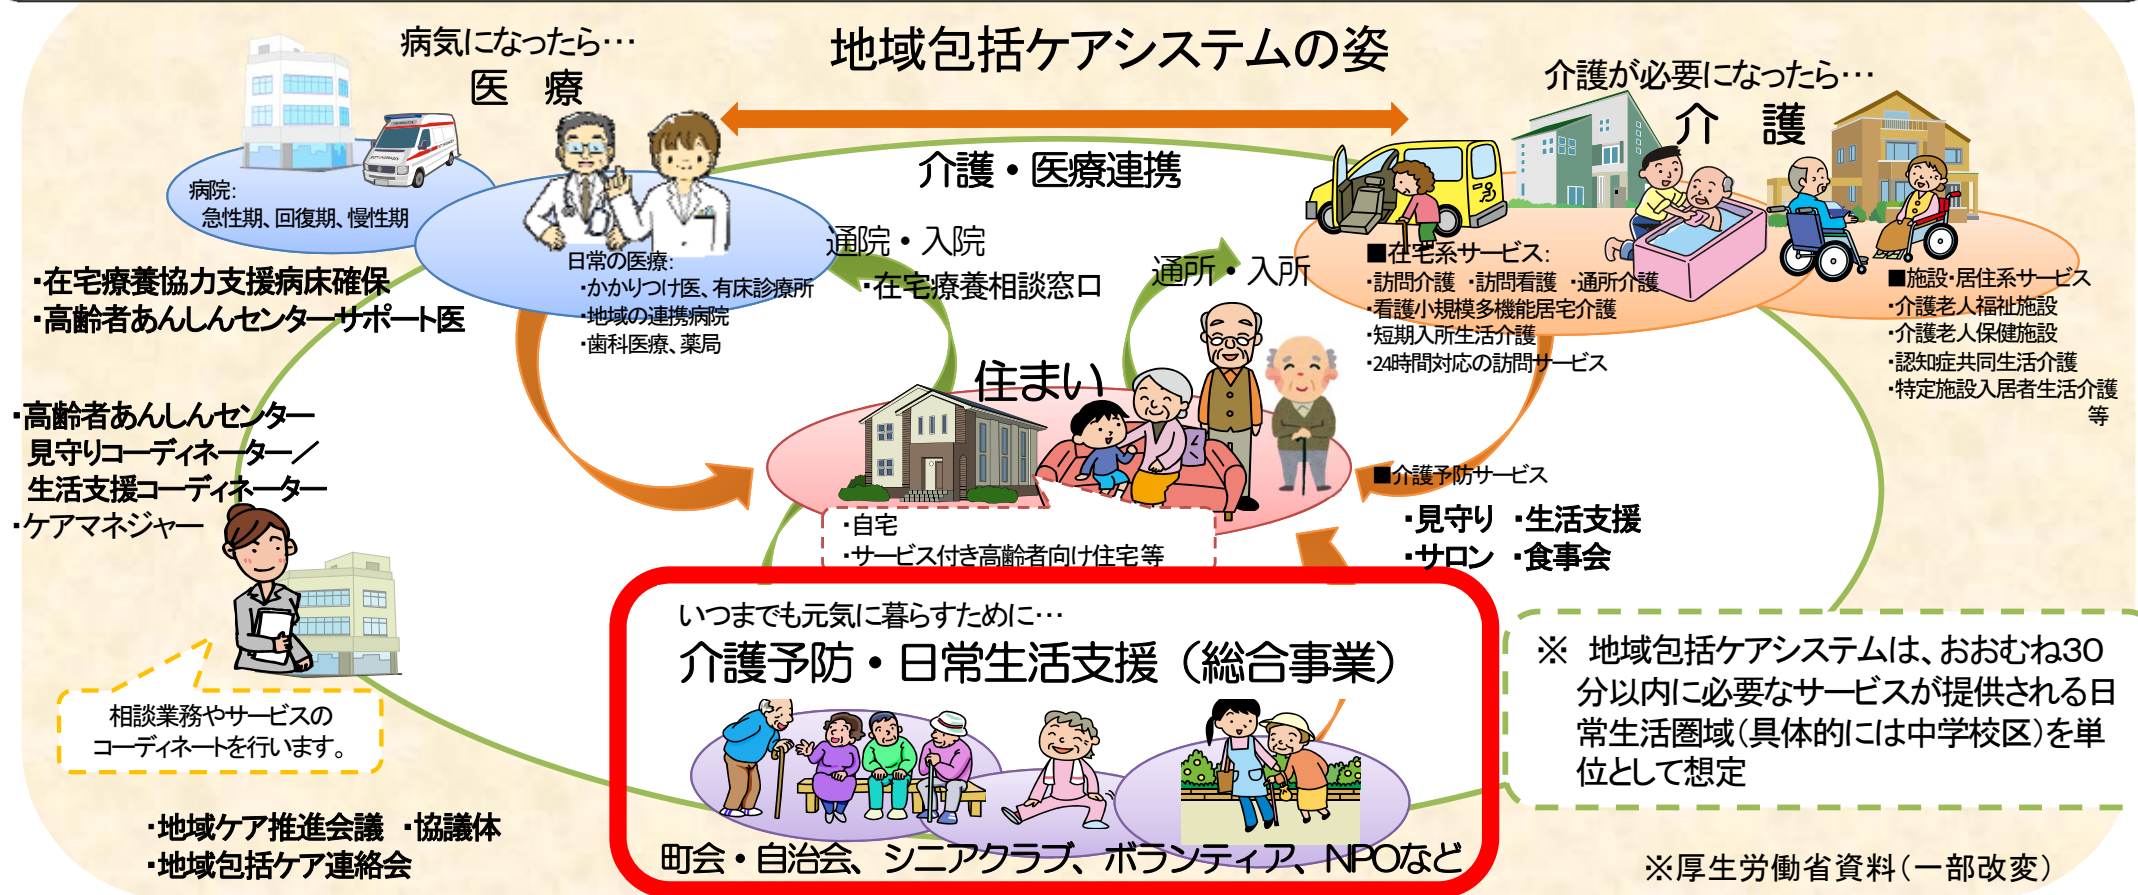 地域包括ケアシステムの姿
病気になったら…
医　療
介護が必要になったら…
介　護
介護・医療連携
病院:
急性期、回復期、慢性期
日常の医療:
・かかりつけ医、有床診療所
・地域の連携病院
・歯科医療、薬局
通院・入院
・在宅療養相談窓口
通所・入所
■在宅系サービス:
・訪問介護　・訪問看護　・通所介護
・看護小規模多機能居宅介護
・短期入所生活介護
・24時間対応の訪問サービス
■施設・居住系サービス
・介護老人福祉施設
・介護老人保健施設
・認知症共同生活介護
・特定施設入居者生活介護
等
・在宅療養協力支援病床確保
・高齢者あんしんセンターサポート医
住まい
・高齢者あんしんセンター
見守りコーディネーター／
生活支援コーディネーター
・ケアマネジャー
■介護予防サービス
・見守り　・生活支援
・サロン　・食事会
・自宅
・サービス付き高齢者向け住宅等
いつまでも元気に暮らすために…
介護予防・日常生活支援（総合事業）
町会・自治会、シニアクラブ、ボランティア、NPOなど
相談業務やサービスの
コーディネートを行います。
・地域ケア推進会議　・協議体
・地域包括ケア連絡会
※　地域包括ケアシステムは、おおむね30
分以内に必要なサービスが提供される日
常生活圏域（具体的には中学校区）を単
位として想定
※厚生労働省資料（一部改変）